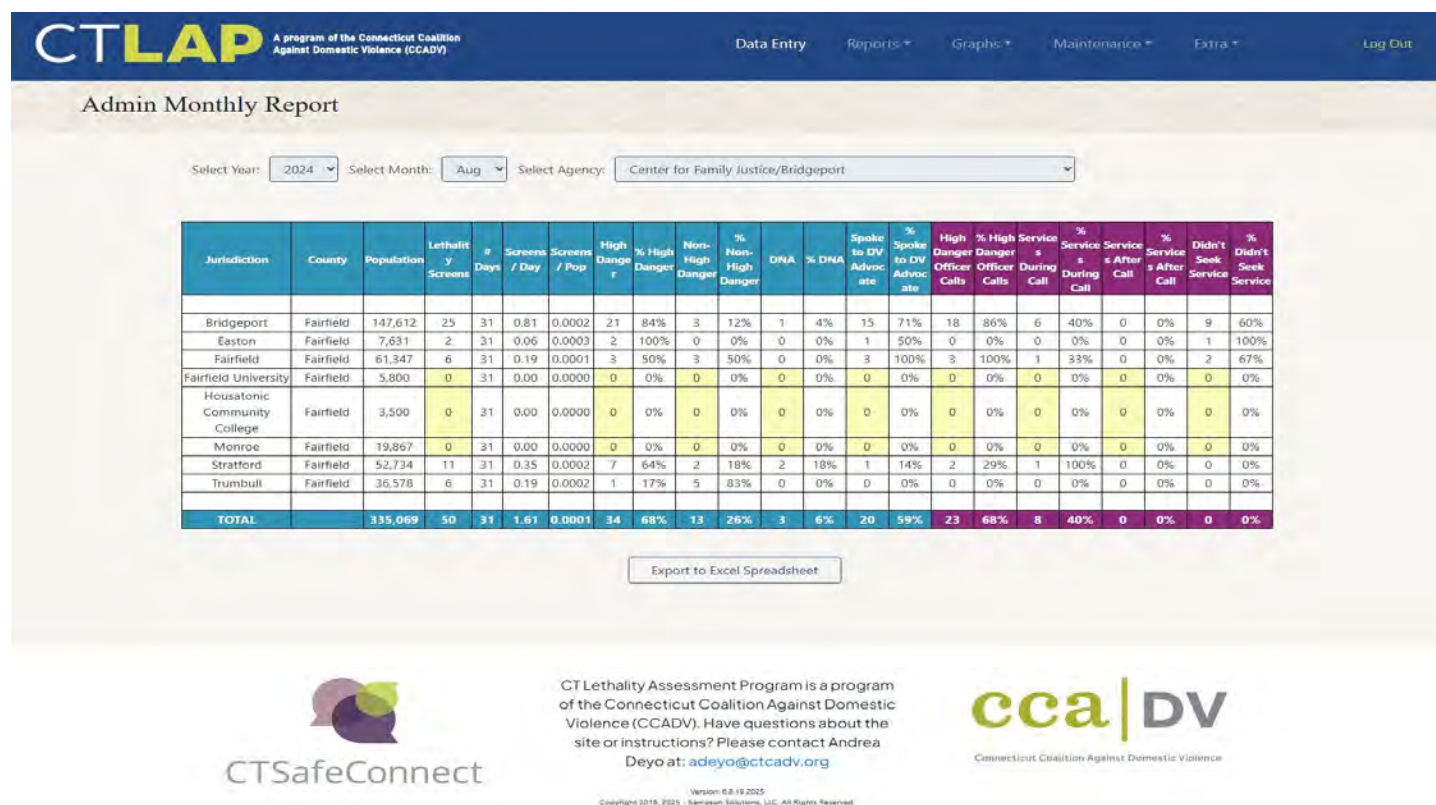 CTLAP A program of the Connecticut Coalition
Against Domestic Violence (CCADV)
Data Entry Reports Graphs Maintenance Extra Log Out
Admin Monthly Report
Select Year: 2024 Select Month: Aug Select Agency: Center for Family Justice/Bridgeport
Jurisdiction County Population Lethality Screens # Days Screens / Day Screens / Pop High Danger % High Danger Non-High Danger % Non-High Danger DNA % DNA Spoke to DV Advocate % Spoke to DV Advocate High Danger Officer Calls % High Danger Officer Calls Services During Call % Services During Call Services After Call % Services After Call Didn't Seek Service % Didn't Seek Service
Bridgeport Fairfield 147,612 25 31 0.81 0.0002 21 84% 3 12% 1 4% 15 71% 18 86% 6 40% 0 0% 9 60%
Easton Fairfield 7,631 2 31 0.06 0.0003 2 100% 0 0% 0 0% 1 50% 0 0% 0 0% 0 0% 1 100%
Fairfield Fairfield 61,347 6 31 0.19 0.0001 3 50% 3 50% 0 0% 3 100% 3 100% 1 33% 0 0% 2 67%
Fairfield University Fairfield 5,800 0 31 0.00 0.0000 0 0% 0 0% 0 0% 0 0% 0 0% 0 0% 0 0% 0 0%
Housatonic
Community
College Fairfield 3,500 0 31 0.00 0.0000 0 0% 0 0% 0 0% 0 0% 0 0% 0 0% 0 0% 0 0%
Monroe Fairfield 19,867 0 31 0.00 0.0000 0 0% 0 0% 0 0% 0 0% 0 0% 0 0% 0 0% 0 0%
Stratford Fairfield 52,734 11 31 0.35 0.0002 7 64% 2 18% 2 18% 1 14% 2 29% 1 100% 0 0% 0 0%
Trumbull Fairfield 36,578 6 31 0.19 0.0002 1 17% 5 83% 0 0% 0 0% 0 0% 0 0% 0 0% 0 0%
TOTAL 335,069 50 31 1.61 0.0001 34 68% 13 26% 3 6% 20 59% 23 68% 8 40% 0 0% 0 0%
Export to Excel Spreadsheet
CTSafeConnect
CT Lethality Assessment Program is a program
of the Connecticut Coalition Against Domestic
Violence (CCADV). Have questions about the
site or instructions? Please contact Andrea
Deyo at: adeyo@ctcadv.org
cca DV
Connecticut Coalition Against Domestic Violence
Version: 6.8.19.2025
Copyright 2018, 2025 - Sampson Solutions, LLC. All Rights Reserved